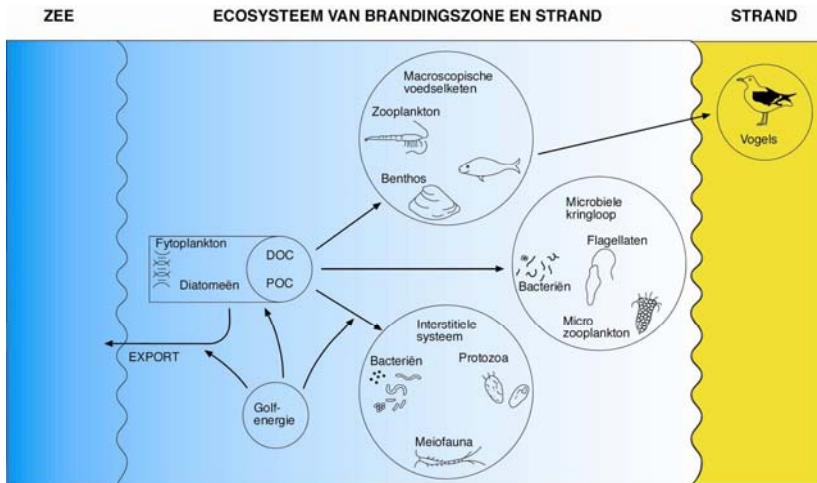 ZEE
ECOSYSTEEM VAN BRANDINGSZONE EN STRAND
STRAND
Macroscopische
voedselketen
Zooplankton
Benthos
Vogels
Microbiele
kringloop
Flagellaten
Bacteriën
Micro
zooplankton
Fytoplankton
Diatomeën
DOC
POC
EXPORT
Golf-
energie
Interstitiele
systeem
Bacteriën
Protozoa
Meiofauna